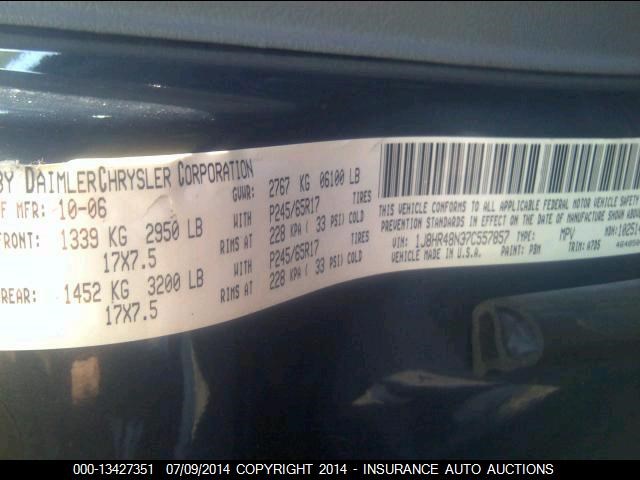 BY DAIMLERCHRYSLER CORPORATION
F MFR: 10-06 GVWR: 2767 KG 06100 LB
FRONT: 1339 KG 2950 LB WITH P245/65R17 TIRES
17X7.5 RIMS AT 228 KPA ( 33 PSI) COLD
REAR: 1452 KG 3200 LB WITH P245/65R17 TIRES
17X7.5 RIMS AT 228 KPA ( 33 PSI) COLD
THIS VEHICLE CONFORMS TO ALL APPLICABLE FEDERAL MOTOR VEHICLE SAFETY
PREVENTION STANDARDS IN EFFECT ON THE DATE OF MANUFACTURE SHOWN
VIN: 1J8HR48N37C557857 TYPE: MPV
VEHICLE MADE IN U.S.A. PAINT: PBM TRIM: A7D5
000-13427351 07/09/2014 COPYRIGHT 2014 - INSURANCE AUTO AUCTIONS